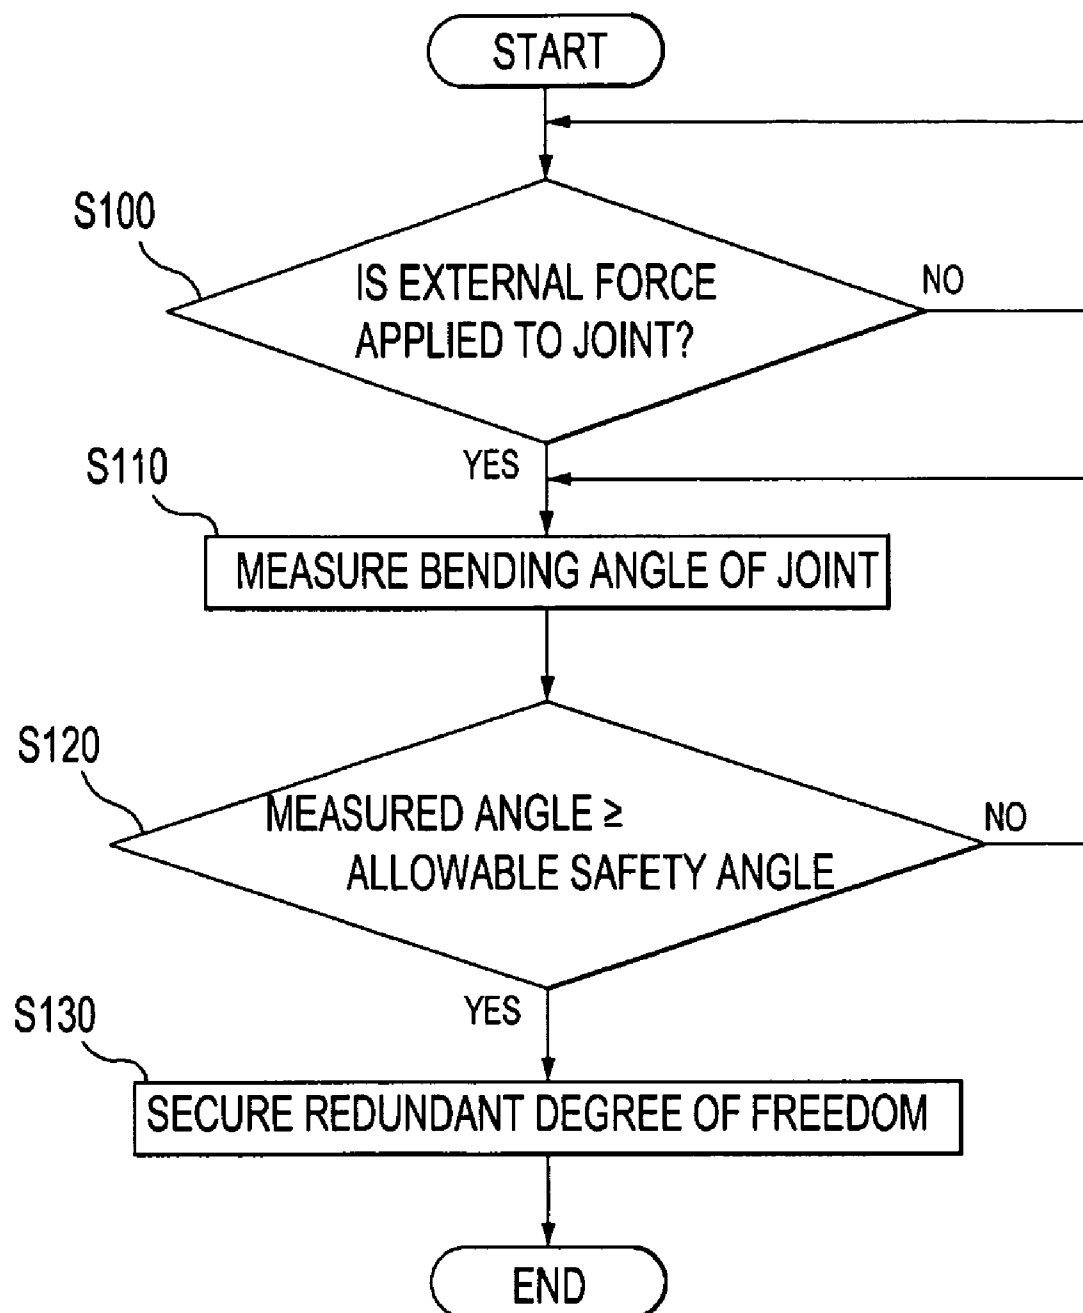 START
S100
IS EXTERNAL FORCE
APPLIED TO JOINT?
NO
YES
S110
MEASURE BENDING ANGLE OF JOINT
S120
MEASURED ANGLE ≥
ALLOWABLE SAFETY ANGLE
NO
YES
S130
SECURE REDUNDANT DEGREE OF FREEDOM
END